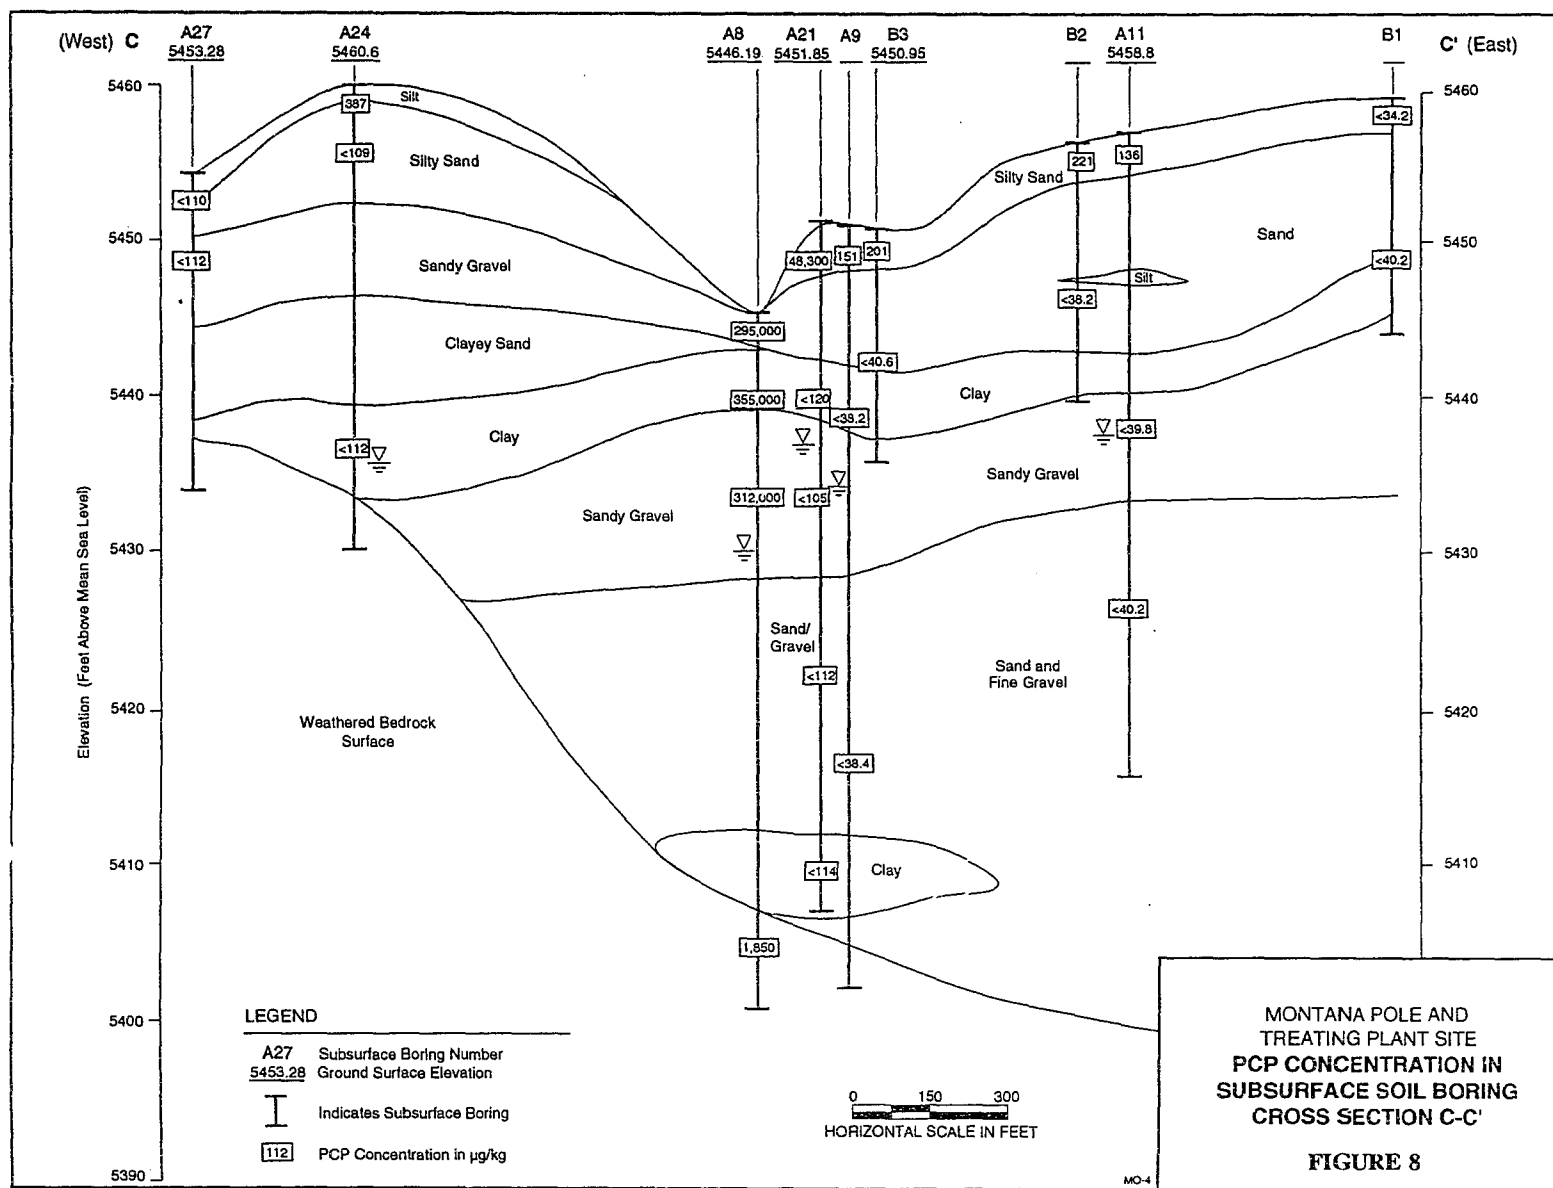 (West) C
A27
5453.28
A24
5460.6
A8
5446.19
A21
5451.85
A9
B3
5450.95
B2
A11
5458.8
B1
C' (East)
5460
5450
5440
5430
5420
5410
5400
5390
Elevation (Feet Above Mean Sea Level)
5460
5450
5440
5430
5420
5410
Silt
387
<109
Silty Sand
<110
<112
Sandy Gravel
Clayey Sand
Clay
<112
Sandy Gravel
Weathered Bedrock
Surface
295,000
355,000
312,000
1,850
48,300
<120
<105
Sand/
Gravel
<112
<114
151
<38.2
<38.4
Clay
201
<40.6
Silty Sand
221
<38.2
136
Silt
Sand
<34.2
<40.2
Clay
<39.8
Sandy Gravel
<40.2
Sand and
Fine Gravel
LEGEND
A27 Subsurface Boring Number
5453.28 Ground Surface Elevation
Indicates Subsurface Boring
112 PCP Concentration in µg/kg
0 150 300
HORIZONTAL SCALE IN FEET
MO-4
MONTANA POLE AND
TREATING PLANT SITE
PCP CONCENTRATION IN
SUBSURFACE SOIL BORING
CROSS SECTION C-C'
FIGURE 8